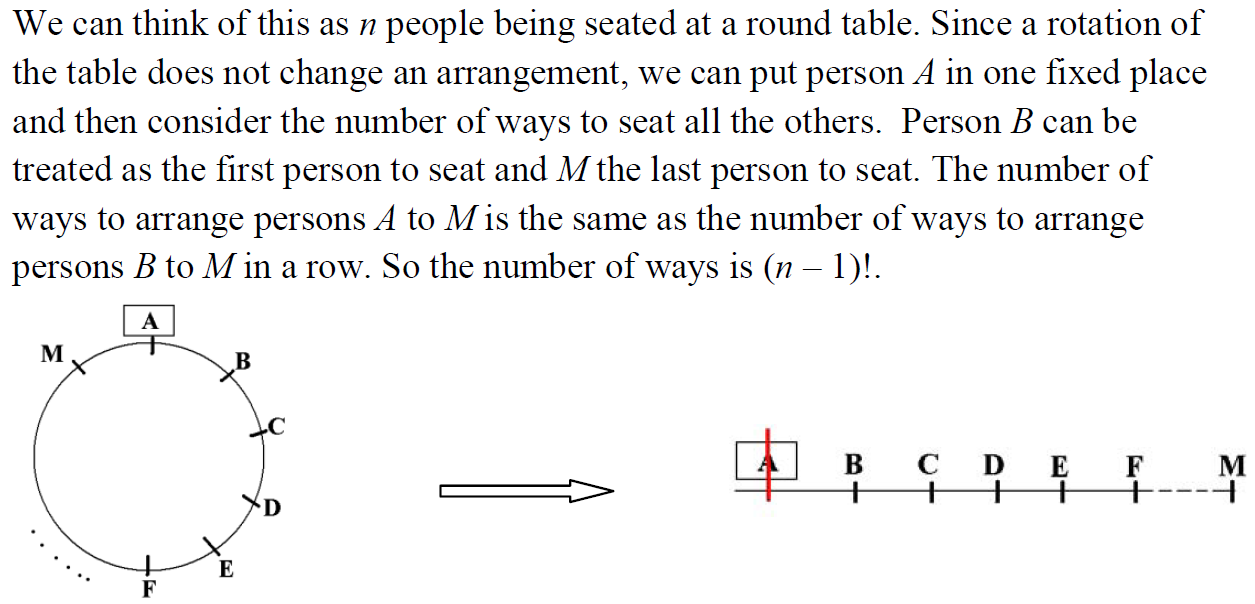 We can think of this as n people being seated at a round table. Since a rotation of
the table does not change an arrangement, we can put person A in one fixed place
and then consider the number of ways to seat all the others. Person B can be
treated as the first person to seat and M the last person to seat. The number of
ways to arrange persons A to M is the same as the number of ways to arrange
persons B to M in a row. So the number of ways is (n – 1)!.
A
M
B
C
D
E
F
A B C D E F M